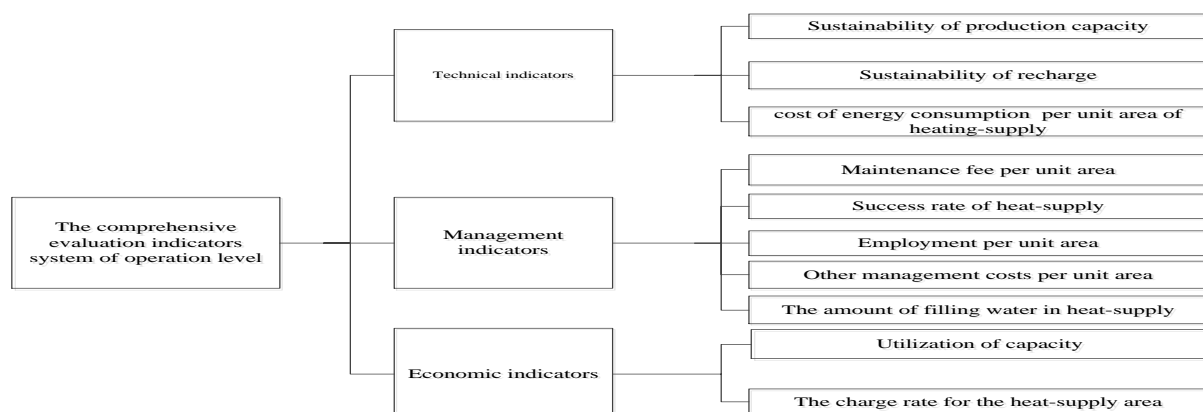 Sustainability of production capacity
Technical indicators
Sustainability of recharge
cost of energy consumption per unit area of
heating-supply
Maintenance fee per unit area
The comprehensive
evaluation indicators
system of operation level
Management
indicators
Success rate of heat-supply
Employment per unit area
Other management costs per unit area
The amount of filling water in heat-supply
Economic indicators
Utilization of capacity
The charge rate for the heat-supply area